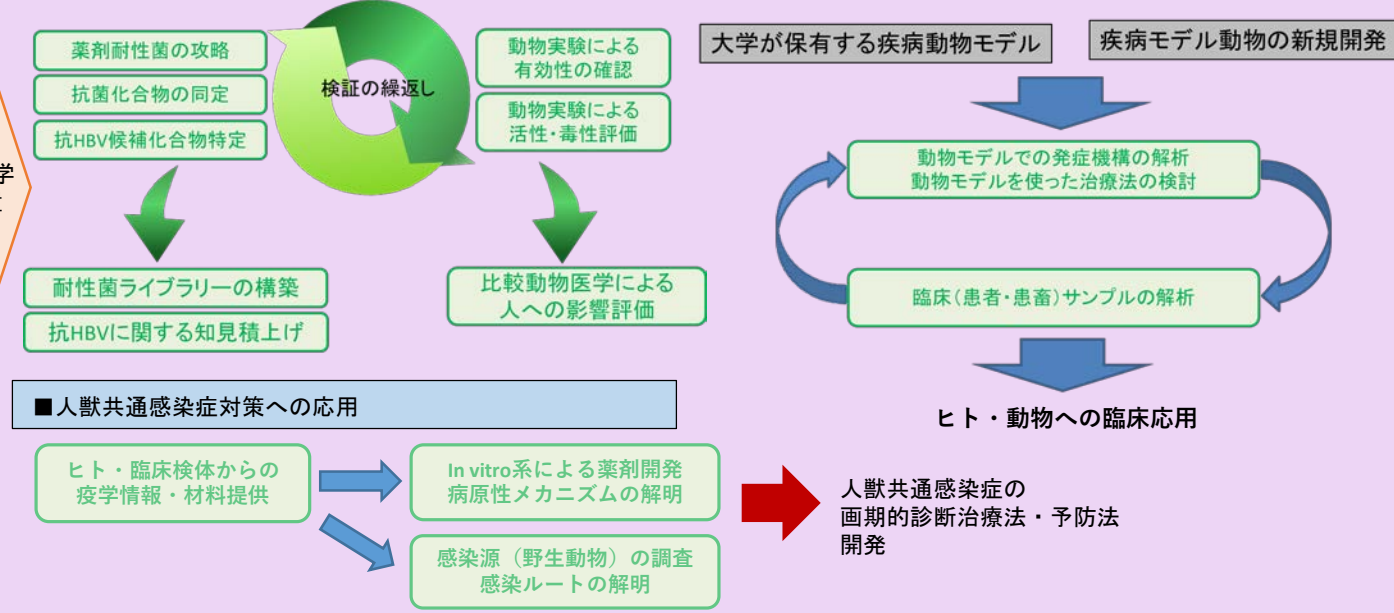 薬剤耐性菌の攻略
抗菌化合物の同定
抗HBV候補化合物特定
検証の繰返し
動物実験による
有効性の確認
動物実験による
活性・毒性評価
学
耐性菌ライブラリーの構築
抗HBVに関する知見積上げ
比較動物医学による
人への影響評価
大学が保有する疾病動物モデル
疾病モデル動物の新規開発
動物モデルでの発症機構の解析
動物モデルを使った治療法の検討
臨床(患者・患畜)サンプルの解析
ヒト・動物への臨床応用
■人獣共通感染症対策への応用
ヒト・臨床検体からの
疫学情報・材料提供
In vitro系による薬剤開発
病原性メカニズムの解明
感染源（野生動物）の調査
感染ルートの解明
人獣共通感染症の
画期的診断治療法・予防法
開発